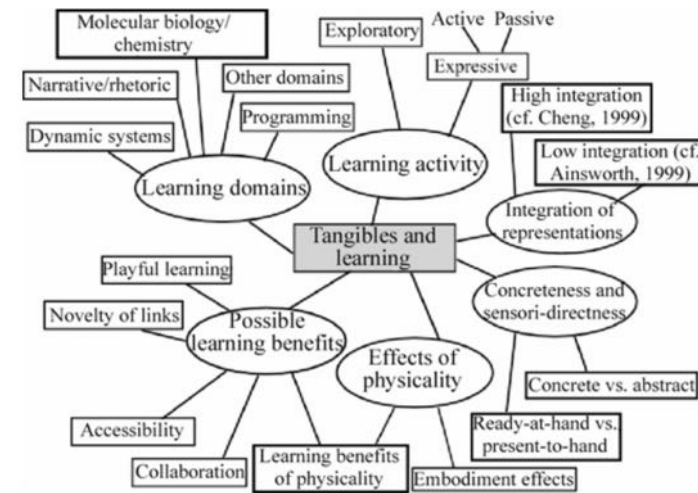 Molecular biology/
chemistry
Exploratory
Active
Passive
Expressive
Narrative/rhetoric
Other domains
High integration
(cf. Cheng, 1999)
Programming
Dynamic systems
Low integration (cf.
Ainsworth, 1999)
Learning domains
Learning activity
Integration of
representations
Tangibles and
learning
Playful learning
Concreteness and
sensori-directness
Novelty of links
Possible
learning benefits
Effects of
physicality
Concrete vs. abstract
Accessibility
Ready-at-hand vs.
present-to-hand
Collaboration
Learning benefits
of physicality
Embodiment effects